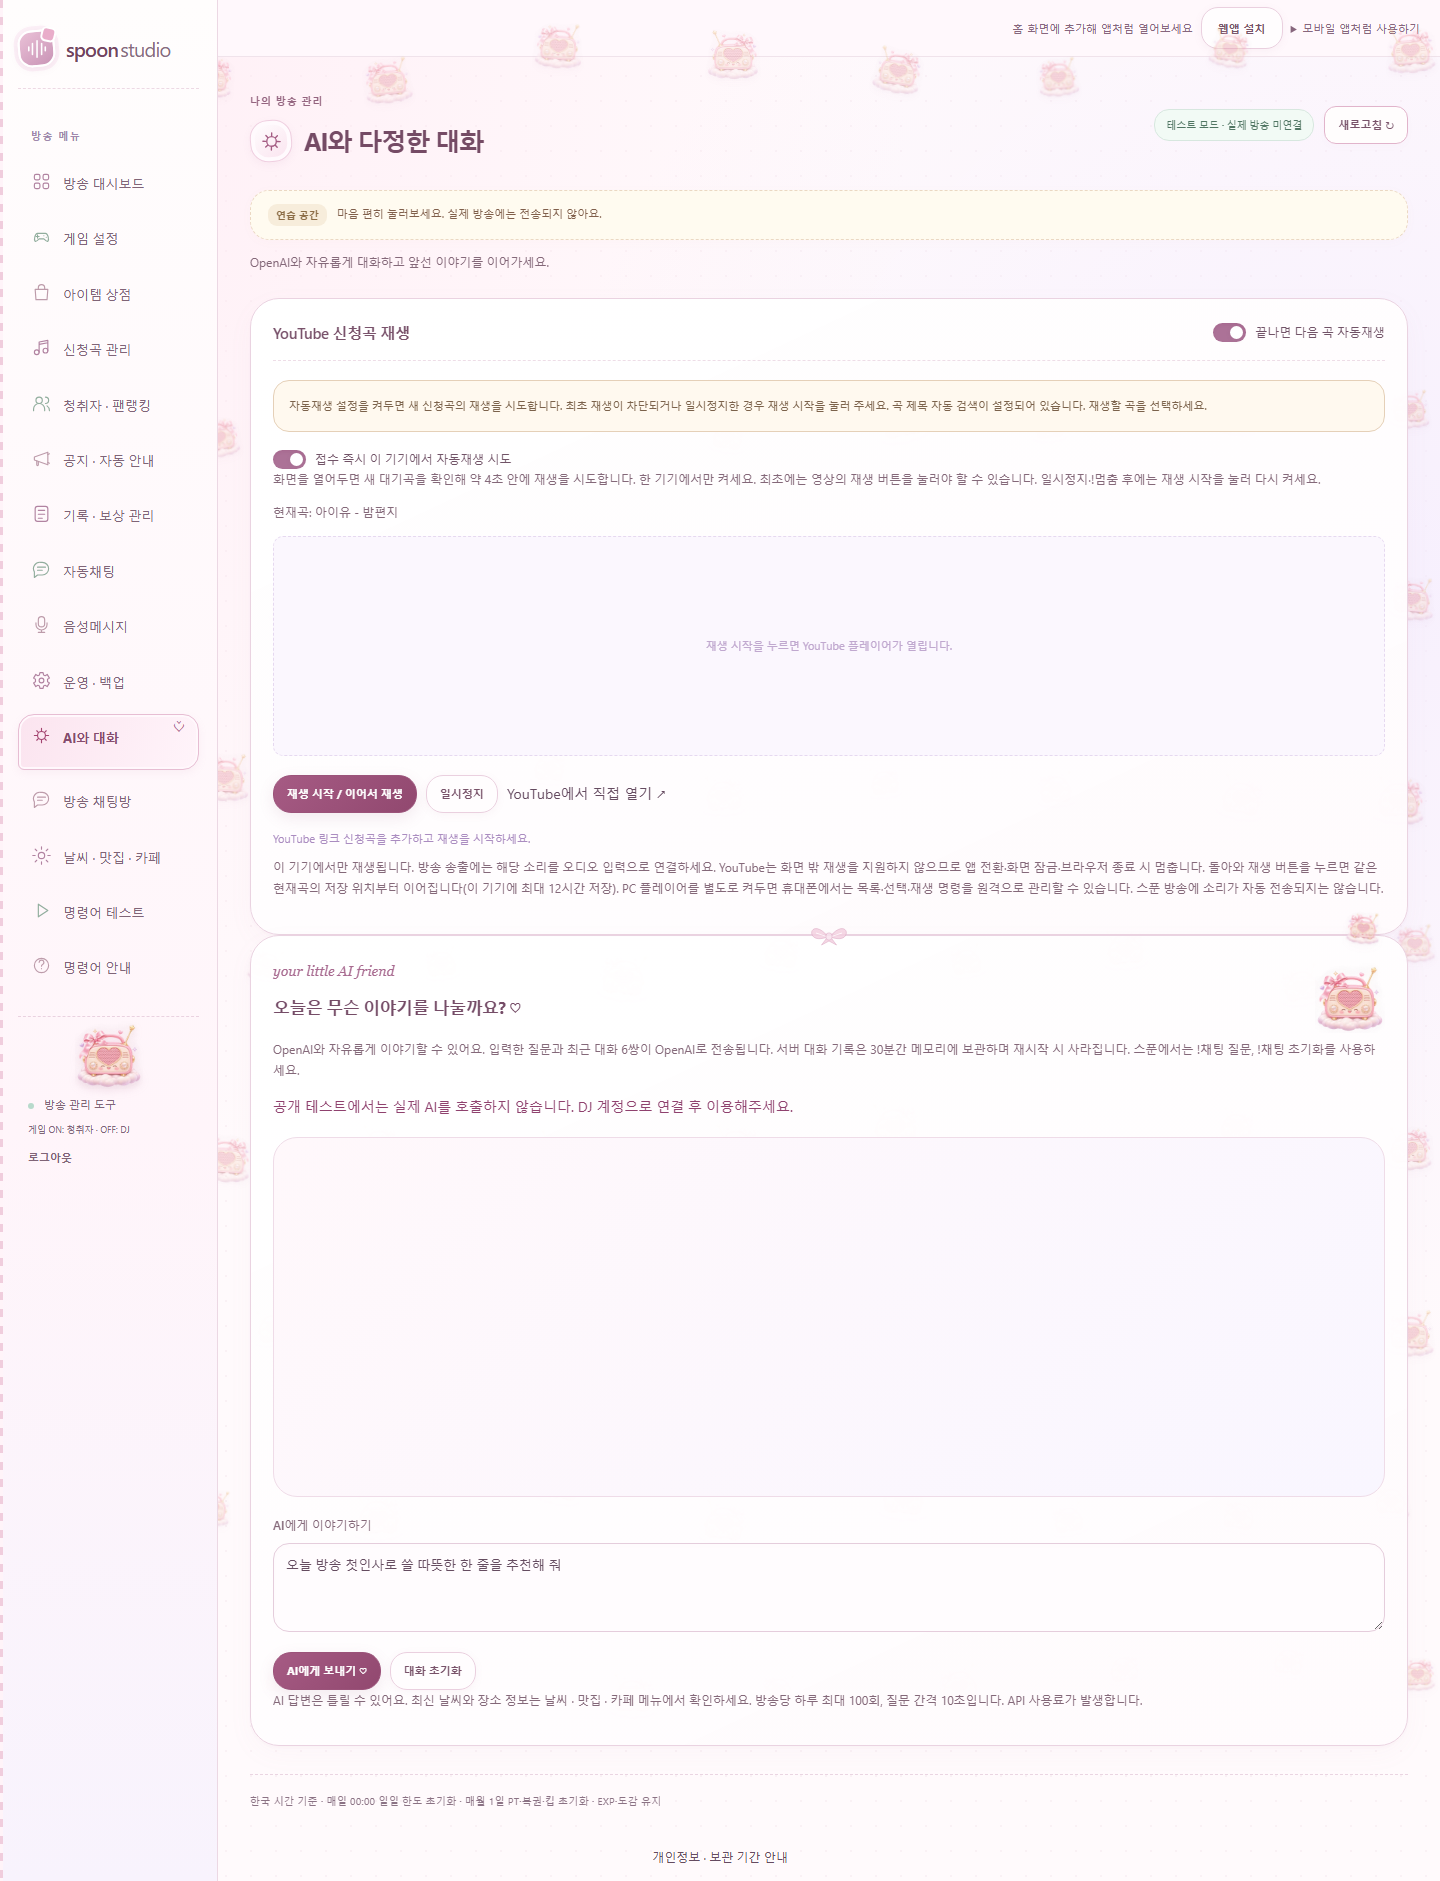 spoonstudio
홈 화면에 추가해 앱처럼 열어보세요
웹앱 설치
▶ 모바일 앱처럼 사용하기
방송 메뉴
방송 대시보드
게임 설정
아이템 상점
신청곡 관리
청취자 · 팬랭킹
공지 · 자동 안내
기록 · 보상 관리
자동채팅
음성메시지
운영 · 백업
AI와 대화
방송 채팅방
날씨 · 맛집 · 카페
명령어 테스트
명령어 안내
방송 관리 도구
게임 ON: 청취자 · OFF: DJ
로그아웃
나의 방송 관리
AI와 다정한 대화
테스트 모드 · 실제 방송 미연결
새로고침 ↻
연습 공간 마음 편히 눌러보세요. 실제 방송에는 전송되지 않아요.
OpenAI와 자유롭게 대화하고 앞선 이야기를 이어가세요.
YouTube 신청곡 재생
끝나면 다음 곡 자동재생
자동재생 설정을 켜두면 새 신청곡의 재생을 시도합니다. 최초 재생이 차단되거나 일시정지한 경우 재생 시작을 눌러 주세요. 곡 제목 자동 검색이 설정되어 있습니다. 재생할 곡을 선택하세요.
접수 즉시 이 기기에서 자동재생 시도
화면을 열어두면 새 대기곡을 확인해 약 4초 안에 재생을 시도합니다. 한 기기에서만 켜세요. 최초에는 영상의 재생 버튼을 눌러야 할 수 있습니다. 일시정지·!멈춤 후에는 재생 시작을 눌러 다시 켜세요.
현재곡: 아이유 - 밤편지
재생 시작을 누르면 YouTube 플레이어가 열립니다.
재생 시작 / 이어서 재생
일시정지
YouTube에서 직접 열기 ↗
YouTube 링크 신청곡을 추가하고 재생을 시작하세요.
이 기기에서만 재생됩니다. 방송 송출에는 해당 소리를 오디오 입력으로 연결하세요. YouTube는 화면 밖 재생을 지원하지 않으므로 앱 전환·화면 잠금·브라우저 종료 시 멈춥니다. 돌아와 재생 버튼을 누르면 같은
현재곡의 저장 위치부터 이어집니다(이 기기에 최대 12시간 저장). PC 플레이어를 별도로 켜두면 휴대폰에서는 목록·선택·재생 명령을 원격으로 관리할 수 있습니다. 스푼 방송에 소리가 자동 전송되지는 않습니다.
your little AI friend
오늘은 무슨 이야기를 나눌까요? ♡
OpenAI와 자유롭게 이야기할 수 있어요. 입력한 질문과 최근 대화 6쌍이 OpenAI로 전송됩니다. 서버 대화 기록은 30분간 메모리에 보관하며 재시작 시 사라집니다. 스푼에서는 !채팅 질문, !채팅 초기화를 사용하
세요.
공개 테스트에서는 실제 AI를 호출하지 않습니다. DJ 계정으로 연결 후 이용해주세요.
AI에게 이야기하기
오늘 방송 첫인사로 쓸 따뜻한 한 줄을 추천해 줘
AI에게 보내기 ♡
대화 초기화
AI 답변은 틀릴 수 있어요. 최신 날씨와 장소 정보는 날씨 · 맛집 · 카페 메뉴에서 확인하세요. 방송당 하루 최대 100회, 질문 간격 10초입니다. API 사용료가 발생합니다.
한국 시간 기준 · 매일 00:00 일일 한도 초기화 · 매월 1일 PT·복권·킵 초기화 · EXP·도감 유지
개인정보 · 보관 기간 안내